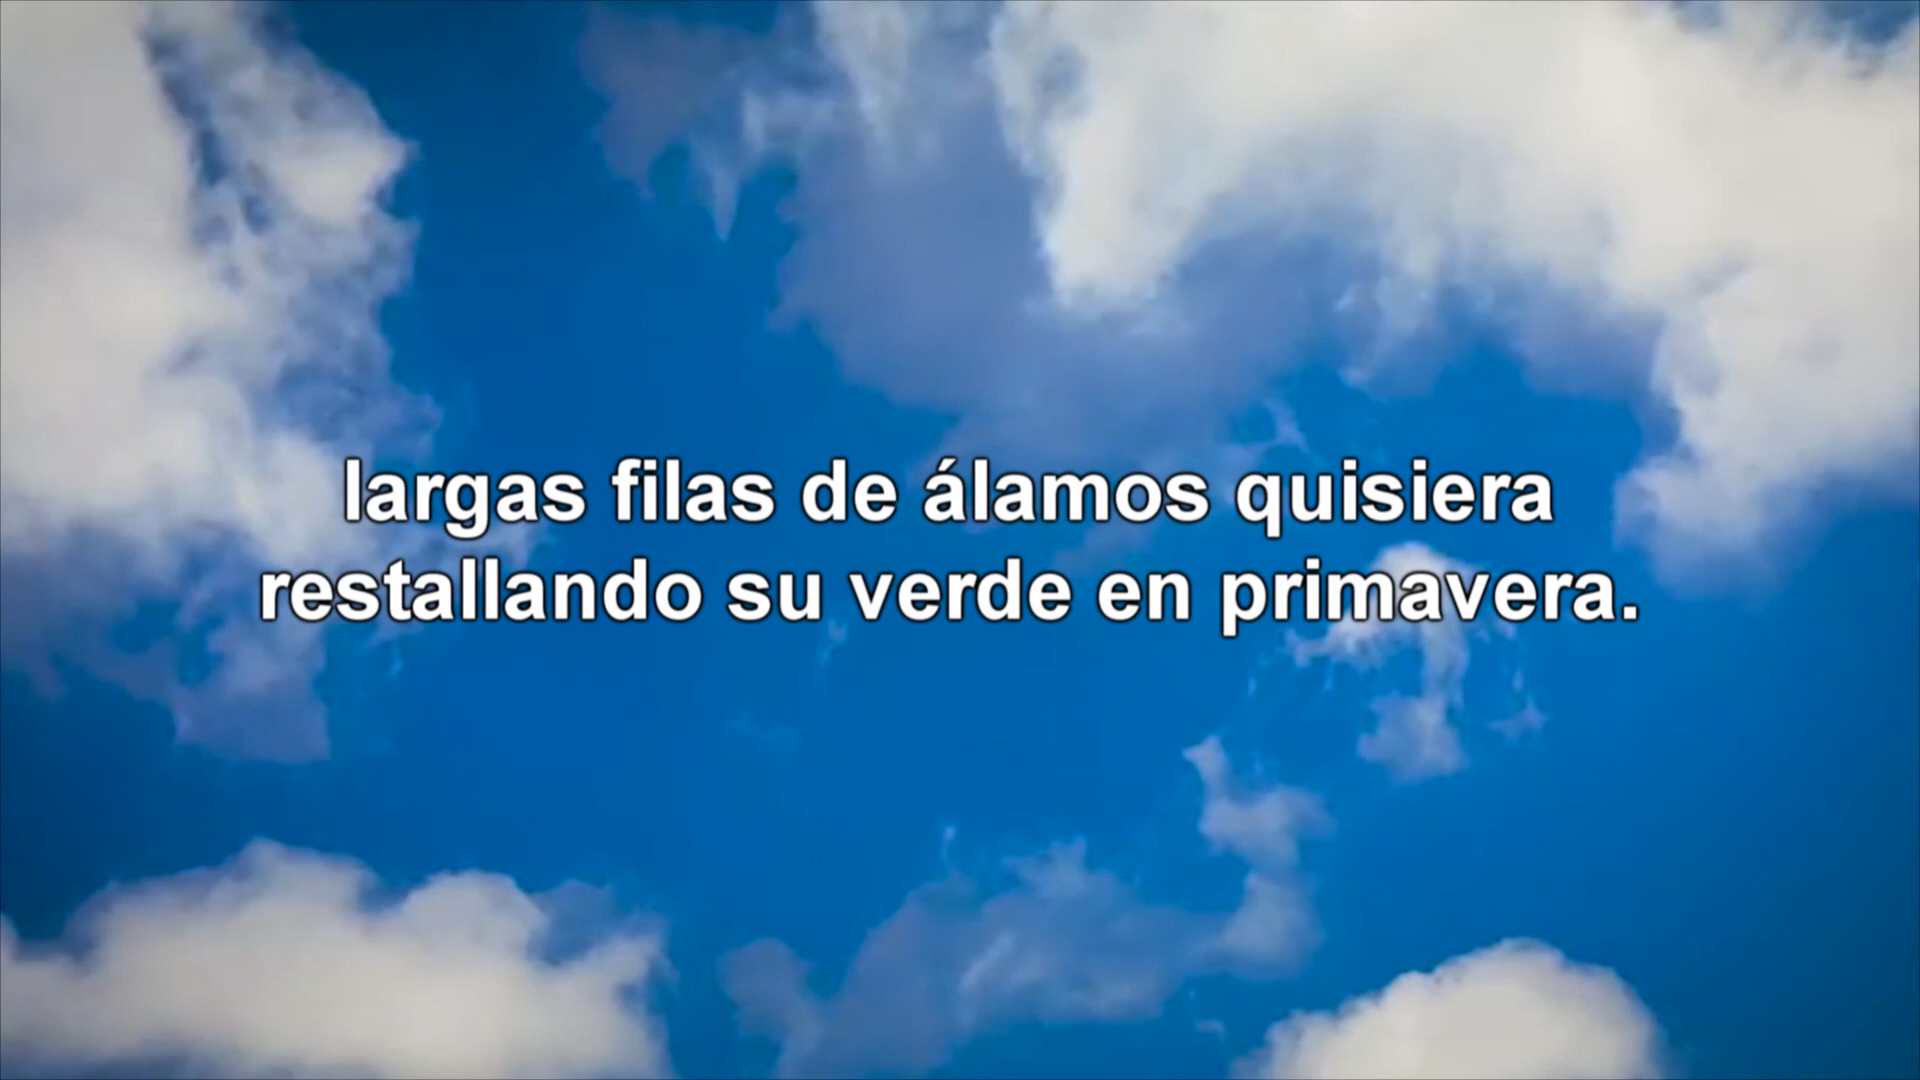 largas filas de álamos quisiera
restallando su verde en primavera.